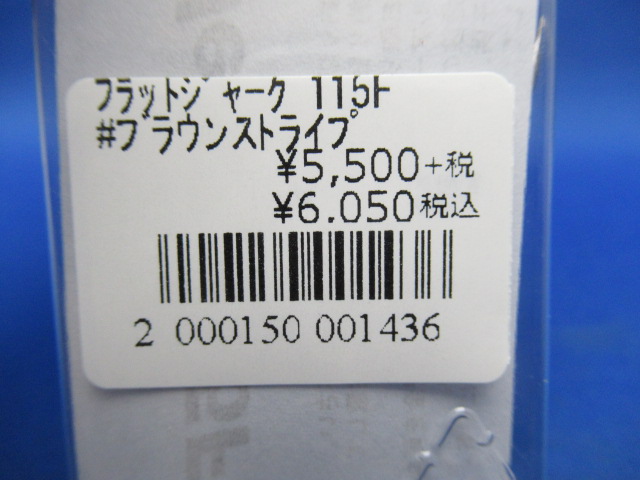 フラットジャーク 115F
#ブラウンストライプ
¥5,500+税
¥6.050税込
2 000150 001436